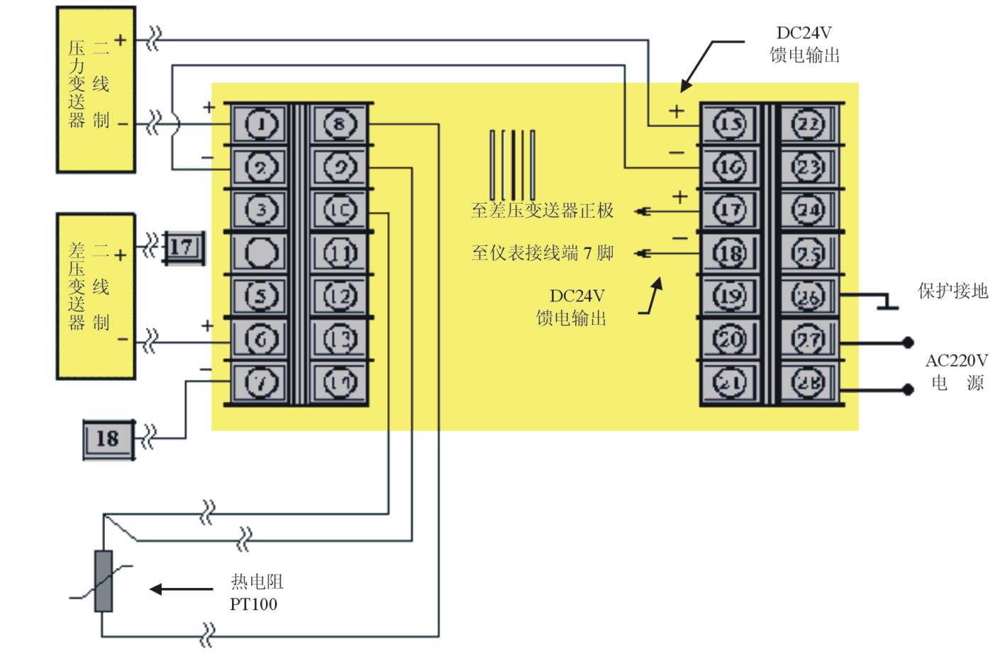 二线制
压力变送器
+
-
DC24V
馈电输出
+
-
1
2
3
5
6
7
8
9
10
11
12
13
14
+
-
15
16
17
18
19
20
21
22
23
24
25
26
27
28
+
至差压变送器正极
-
至仪表接线端 7 脚
DC24V
馈电输出
二线制
差压变送器
+
-
17
+
-
18
保护接地
AC220V
电 源
热电阻
PT100